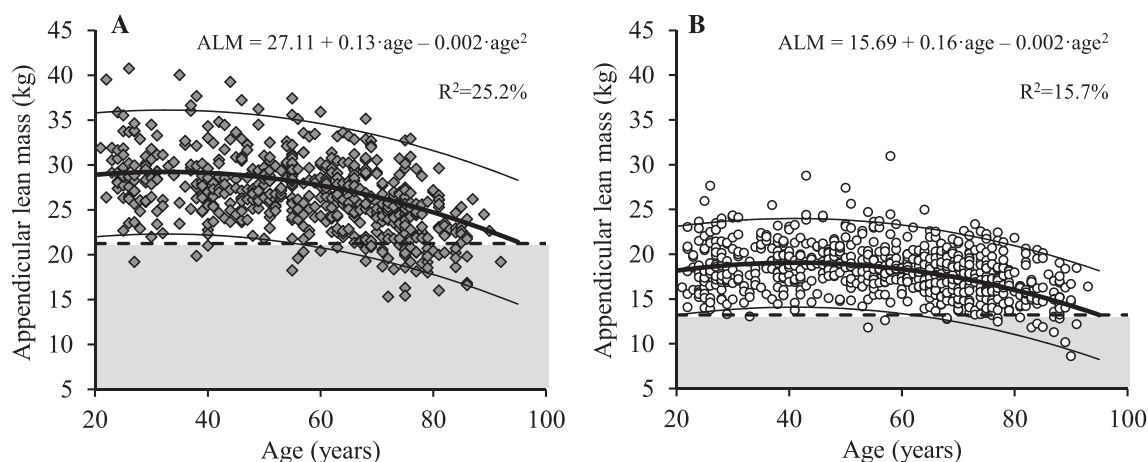 A
ALM = 27.11 + 0.13·age – 0.002·age²
R²=25.2%
Appendicular lean mass (kg)
45
40
35
30
25
20
15
10
5
20 40 60 80 100
Age (years)
B
ALM = 15.69 + 0.16·age – 0.002·age²
R²=15.7%
Appendicular lean mass (kg)
45
40
35
30
25
20
15
10
5
20 40 60 80 100
Age (years)